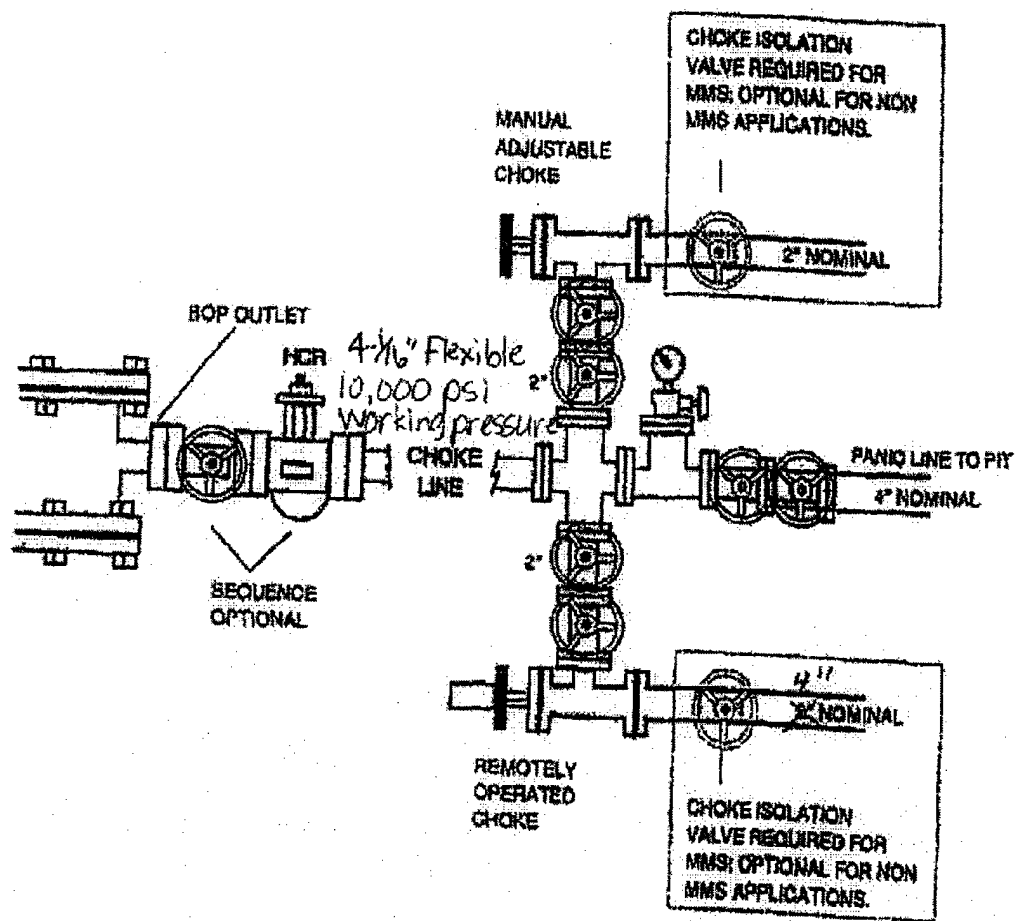 CHOKE ISOLATION
VALVE REQUIRED FOR
MMS; OPTIONAL FOR NON
MMS APPLICATIONS.
MANUAL
ADJUSTABLE
CHOKE
2" NOMINAL
BOP OUTLET
HCR
4-1/16" Flexible
10,000 psi
Working pressure
2"
CHOKE
LINE
PANIC LINE TO PIT
4" NOMINAL
2"
SEQUENCE
OPTIONAL
4"
2" NOMINAL
REMOTELY
OPERATED
CHOKE
CHOKE ISOLATION
VALVE REQUIRED FOR
MMS; OPTIONAL FOR NON
MMS APPLICATIONS.